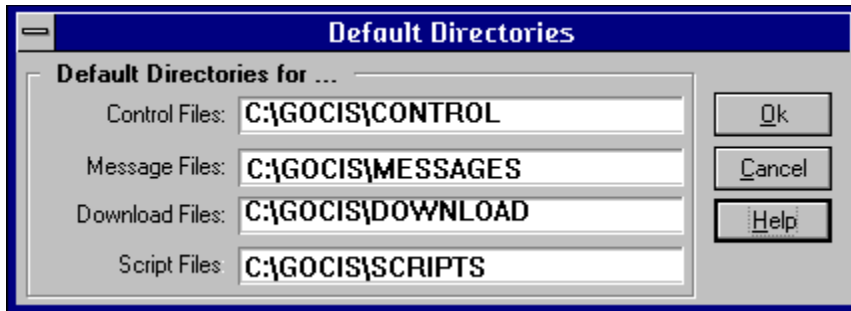 Default Directories
Default Directories for ...
Control Files: C:\GOCIS\CONTROL
Ok
Message Files: C:\GOCIS\MESSAGES
Cancel
Download Files: C:\GOCIS\DOWNLOAD
Help
Script Files C:\GOCIS\SCRIPTS